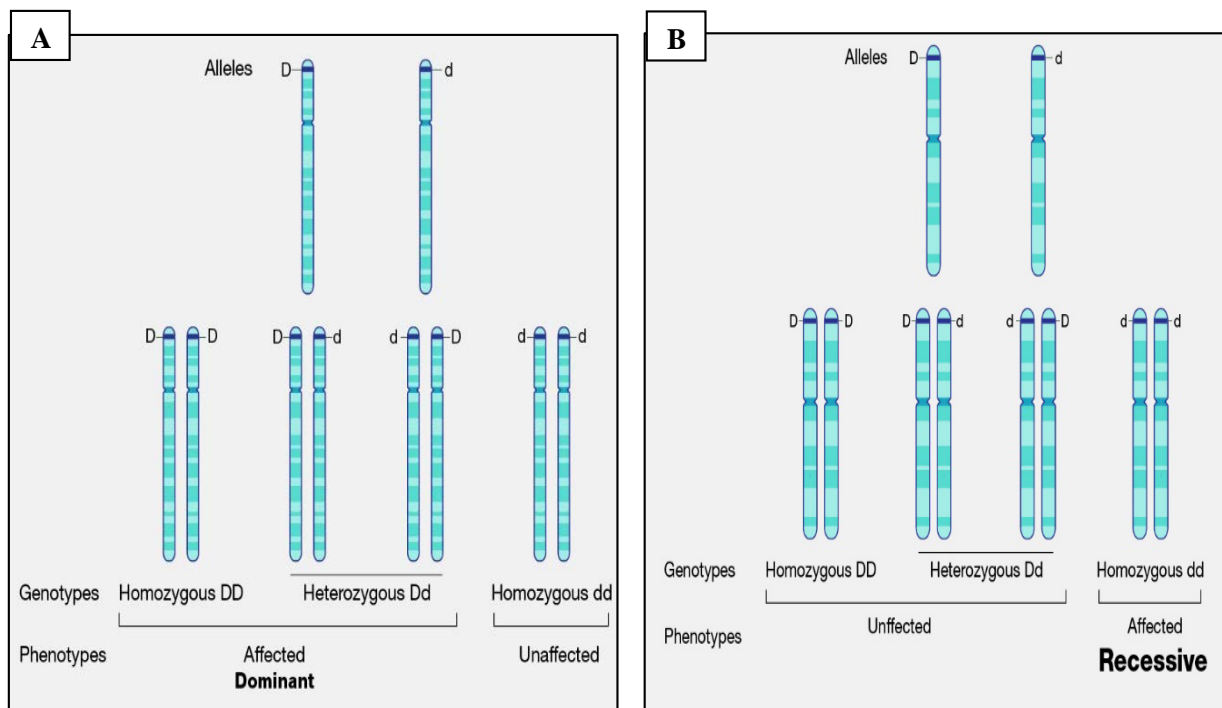 A
Alleles D d
D D D d d D d d
Genotypes Homozygous DD Heterozygous Dd Homozygous dd
Phenotypes Affected Unaffected
Dominant
B
Alleles D d
D D D d d D d d
Genotypes Homozygous DD Heterozygous Dd Homozygous dd
Phenotypes Unffected Affected
Recessive